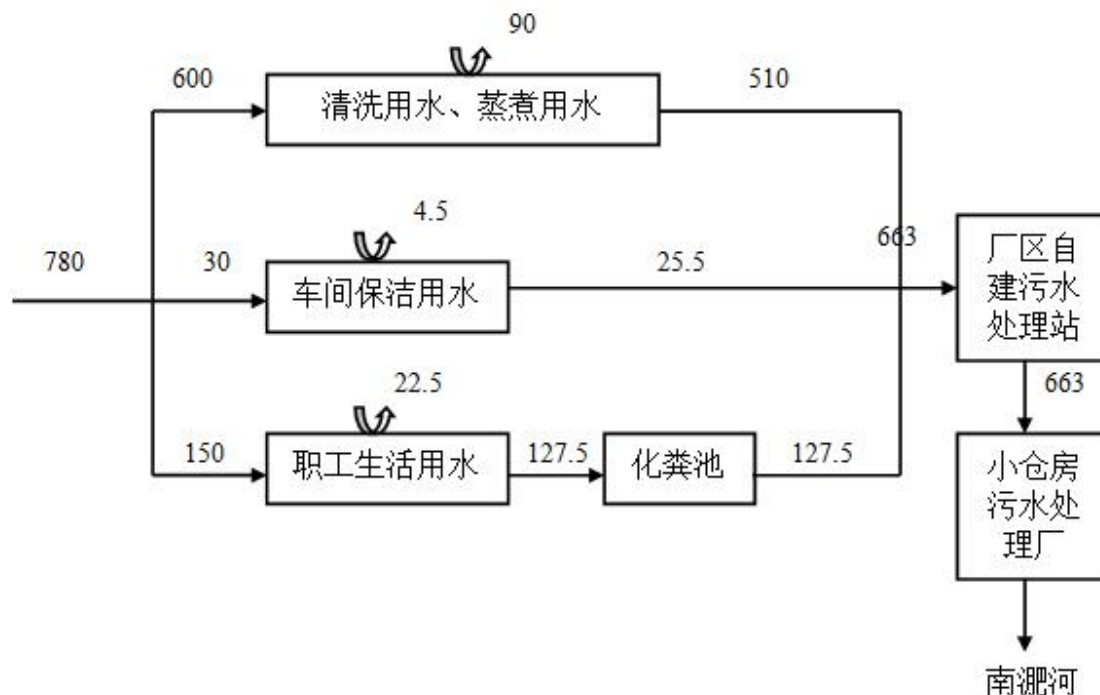 90
600
510
清洗用水、蒸煮用水
4.5
780
30
25.5
663
车间保洁用水
厂区自
建污水
处理站
22.5
663
150
职工生活用水
127.5
化粪池
127.5
小仓房
污水处
理厂
南淝河